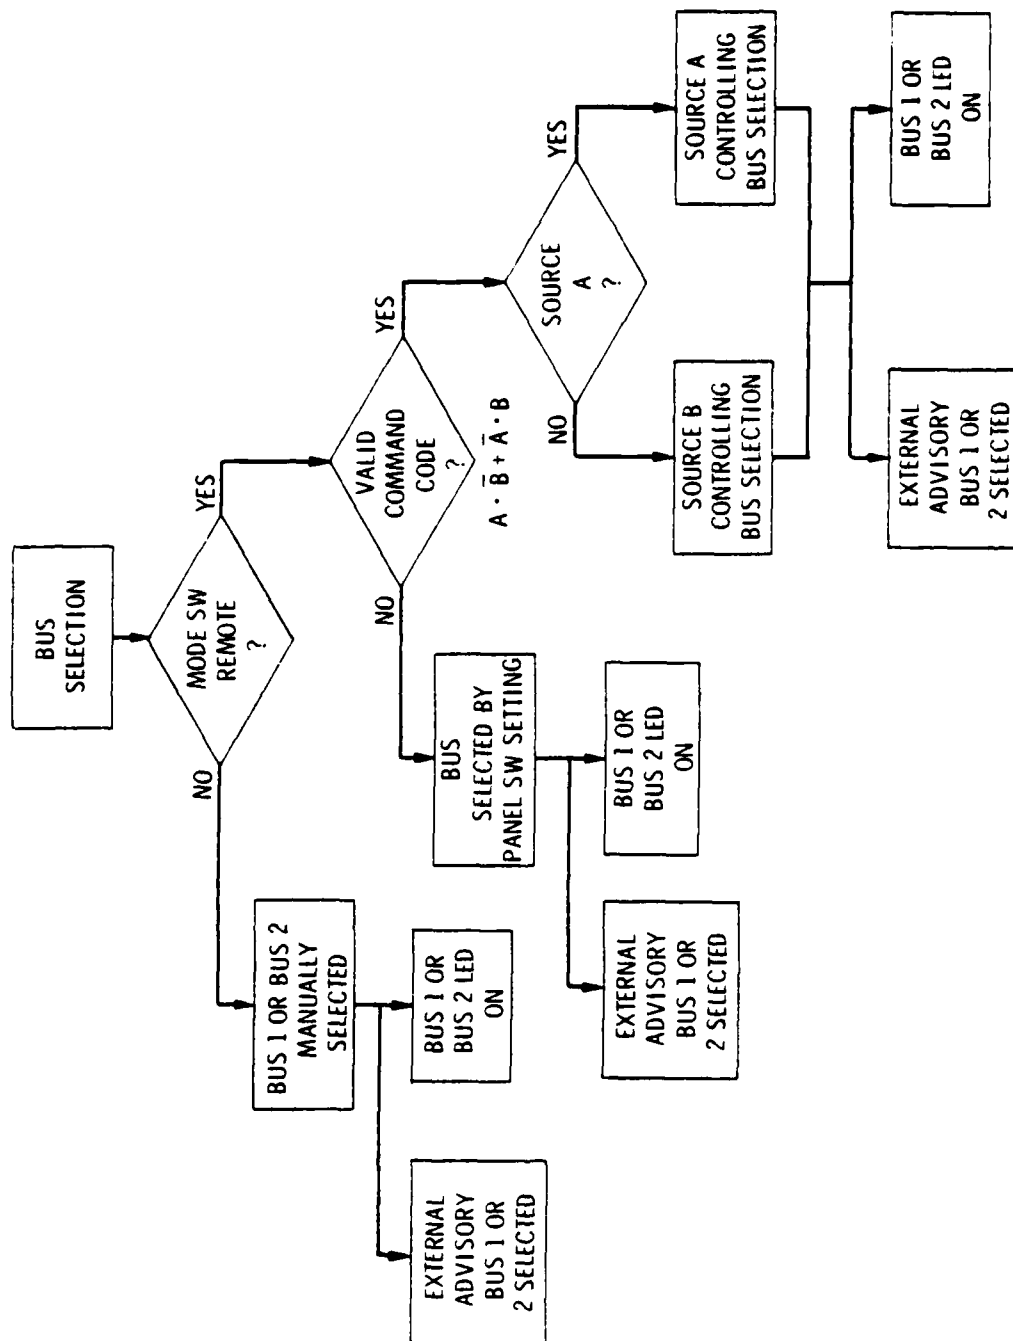 BUS
SELECTION
MODE SW
REMOTE
?
NO
YES
BUS 1 OR BUS 2
MANUALLY
SELECTED
EXTERNAL
ADVISORY
BUS 1 OR
2 SELECTED
BUS 1 OR
BUS 2 LED
ON
VALID
COMMAND
CODE
?
A · B̅ + A̅ · B
NO
YES
BUS
SELECTED BY
PANEL SW SETTING
EXTERNAL
ADVISORY
BUS 1 OR
2 SELECTED
BUS 1 OR
BUS 2 LED
ON
SOURCE
A
?
NO
YES
SOURCE B
CONTROLLING
BUS SELECTION
SOURCE A
CONTROLLING
BUS SELECTION
EXTERNAL
ADVISORY
BUS 1 OR
2 SELECTED
BUS 1 OR
BUS 2 LED
ON